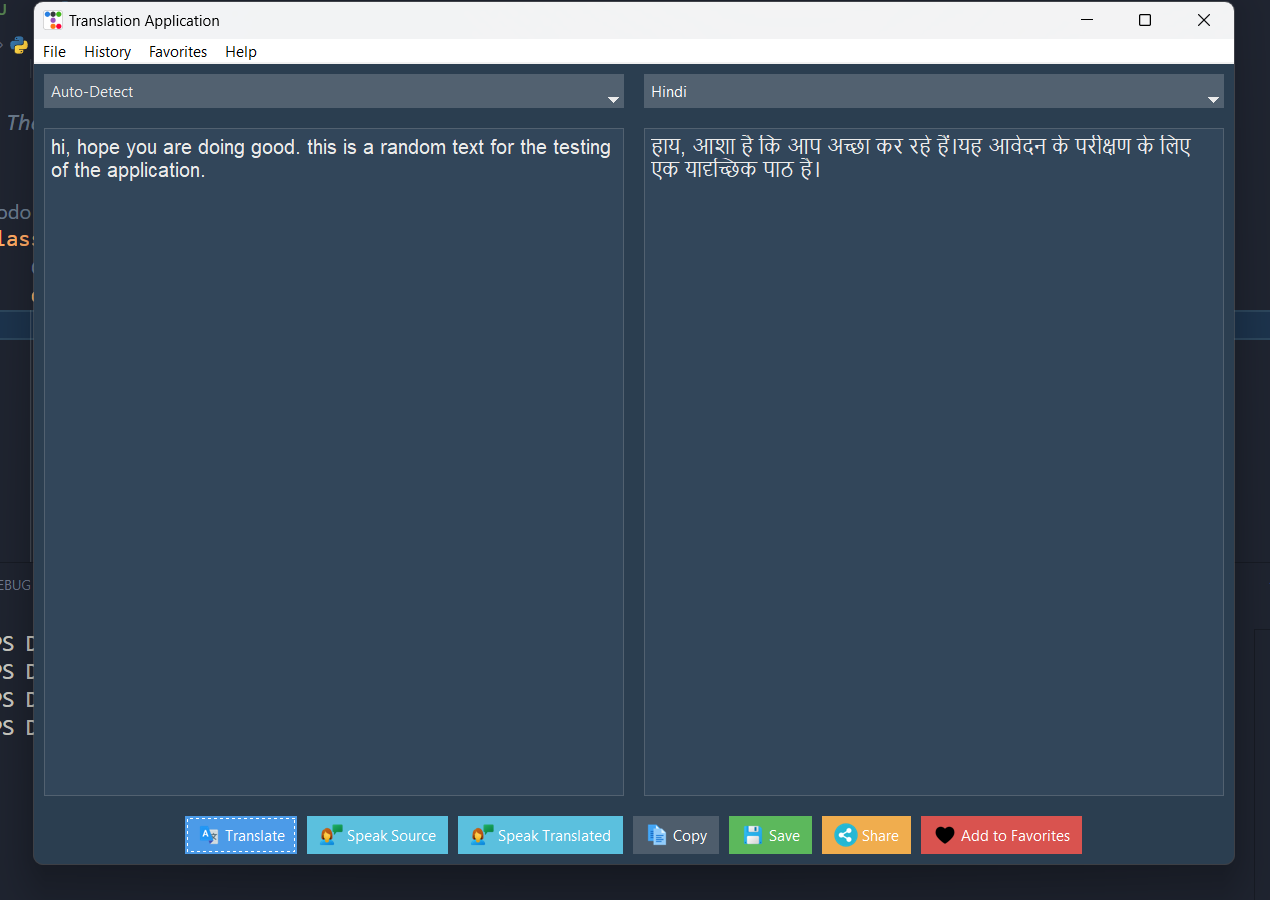 Translation Application
File History Favorites Help
Auto-Detect
Hindi
hi, hope you are doing good. this is a random text for the testing
of the application.
हाय, आशा है कि आप अच्छा कर रहे हैं।यह आवेदन के परीक्षण के लिए
एक यादृच्छिक पाठ है।
Translate Speak Source Speak Translated Copy Save Share Add to Favorites